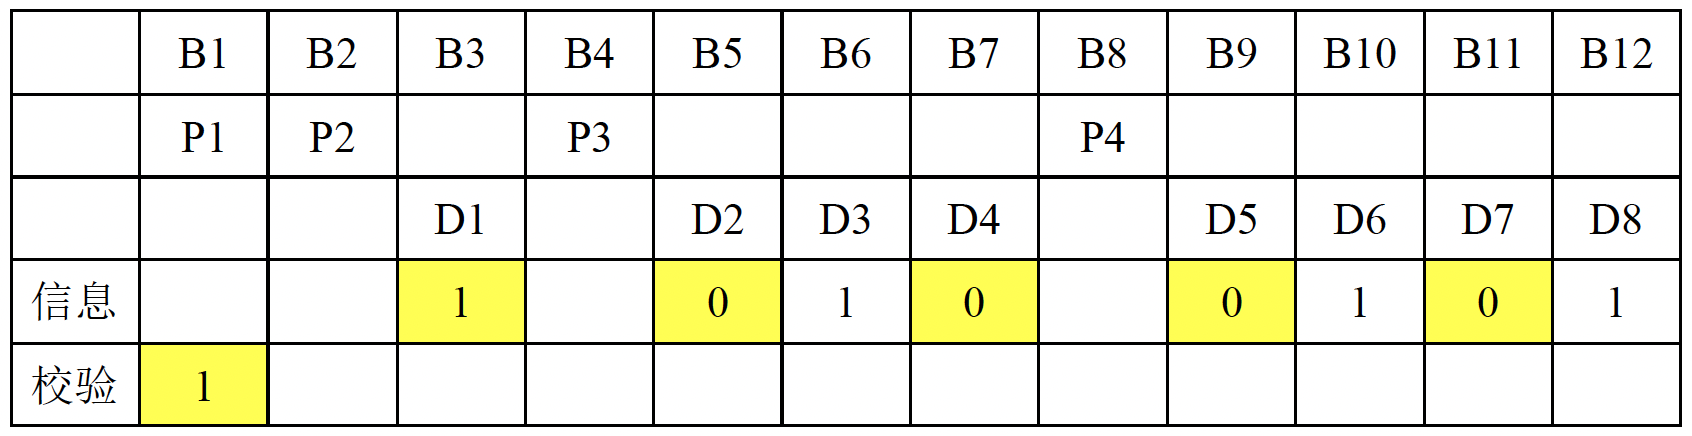 B1 B2 B3 B4 B5 B6 B7 B8 B9 B10 B11 B12
P1 P2 P3 P4
D1 D2 D3 D4 D5 D6 D7 D8
信息 1 0 1 0 0 1 0 1
校验 1